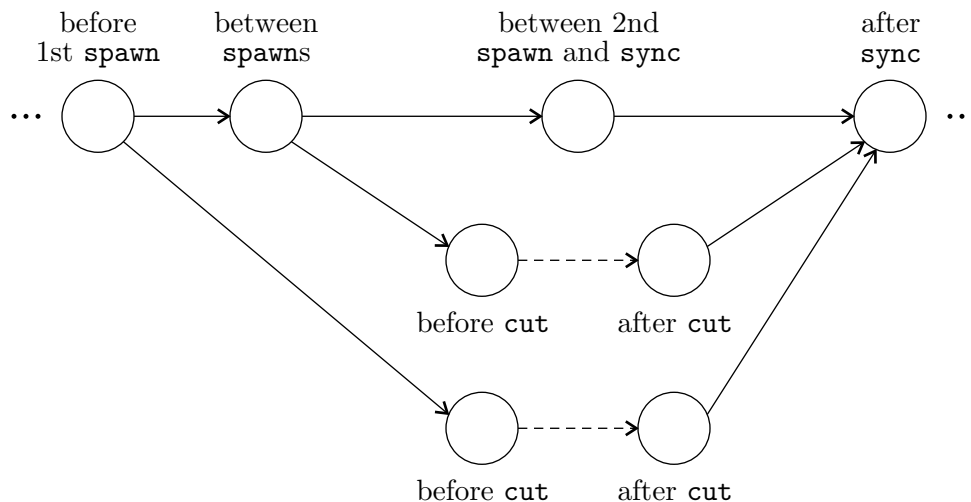 before
1st spawn
between
spawns
between 2nd
spawn and sync
after
sync
...
..
before cut
after cut
before cut
after cut